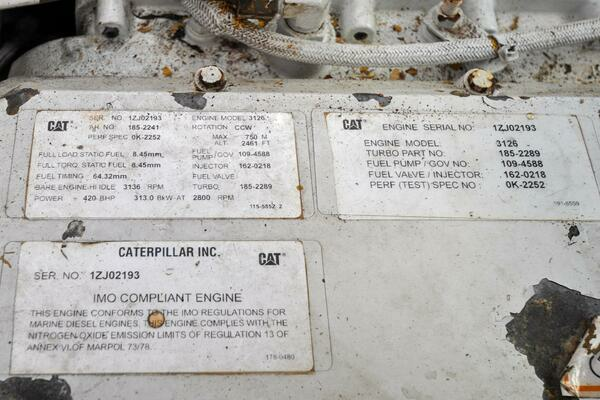 CAT SER. NO. 1ZJ02193 ENGINE MODEL 3126
AR NO. 185-2241 ROTATION CCW
PERF SPEC 0K-2252 MAX. 750 M
ALT. 2461 FT
FULL LOAD STATIC FUEL 8.45mm FUEL PUMP/GOV 109-4588
FULL TORQ STATIC FUEL 8.45mm INJECTOR 162-0218
FUEL TIMING 64.32mm FUEL VALVE
BARE ENGINE-HI IDLE 3136 RPM TURBO. 185-2289
POWER 420 BHP 313.0 BkW AT 2800 RPM
115-5552 2
CAT ENGINE SERIAL NO: 1ZJ02193
ENGINE MODEL: 3126
TURBO PART NO: 185-2289
FUEL PUMP/GOV NO: 109-4588
FUEL VALVE / INJECTOR: 162-0218
PERF (TEST) SPEC NO 0K-2252
CATERPILLAR INC. CAT
SER. NO. 1ZJ02193
IMO COMPLIANT ENGINE
THIS ENGINE CONFORMS TO THE IMO REGULATIONS FOR
MARINE DIESEL ENGINES. THIS ENGINE COMPLIES WITH THE
NITROGEN OXIDE EMISSION LIMITS OF REGULATION 13 OF
ANNEX VI OF MARPOL 73/78.
178-0480